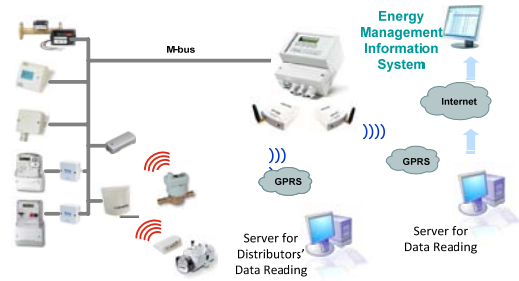 Energy
Management
Information
System
M-bus
Internet
GPRS
GPRS
Server for
Distributors'
Data Reading
Server for
Data Reading